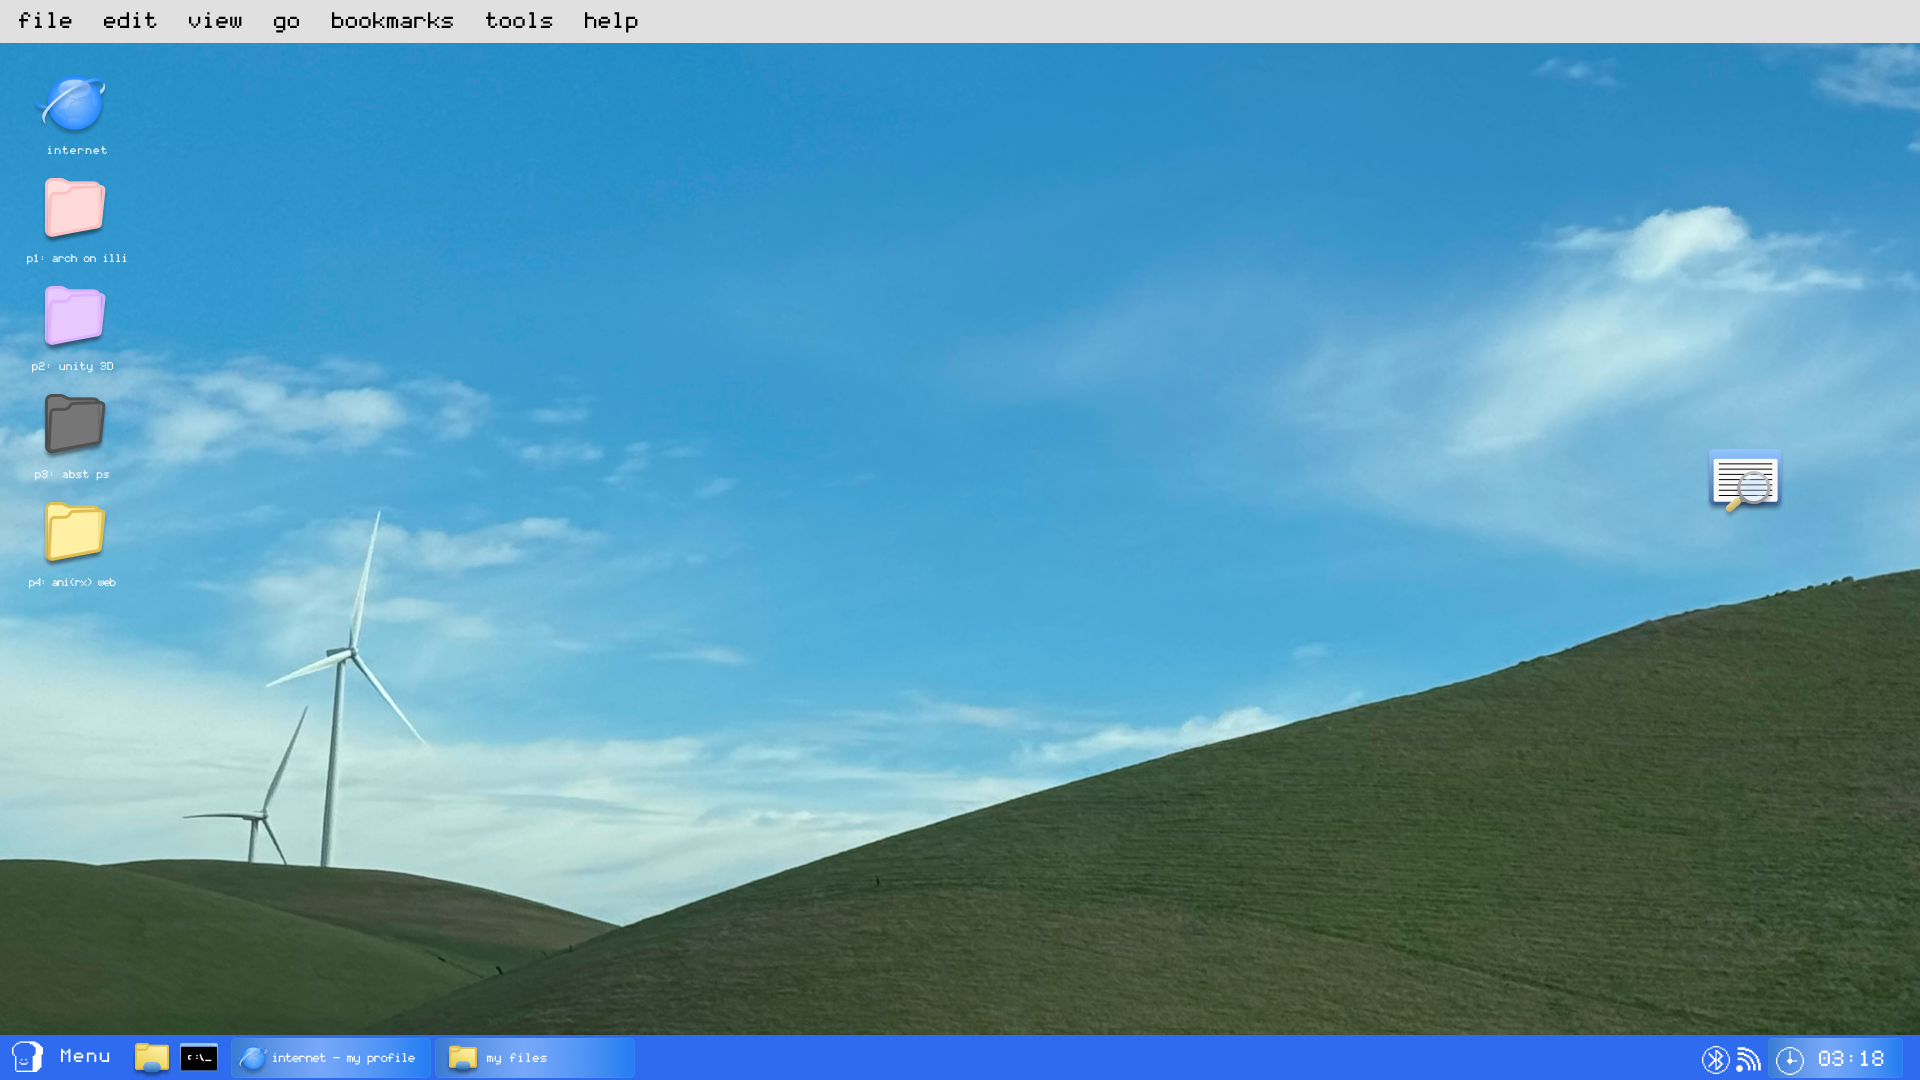 file edit view go bookmarks tools help
internet
p1: arch on illi
p2: unity 3D
p3: abst ps
p4: ani(rx) web
Menu
C:\_
internet - my profile
my files
03:18